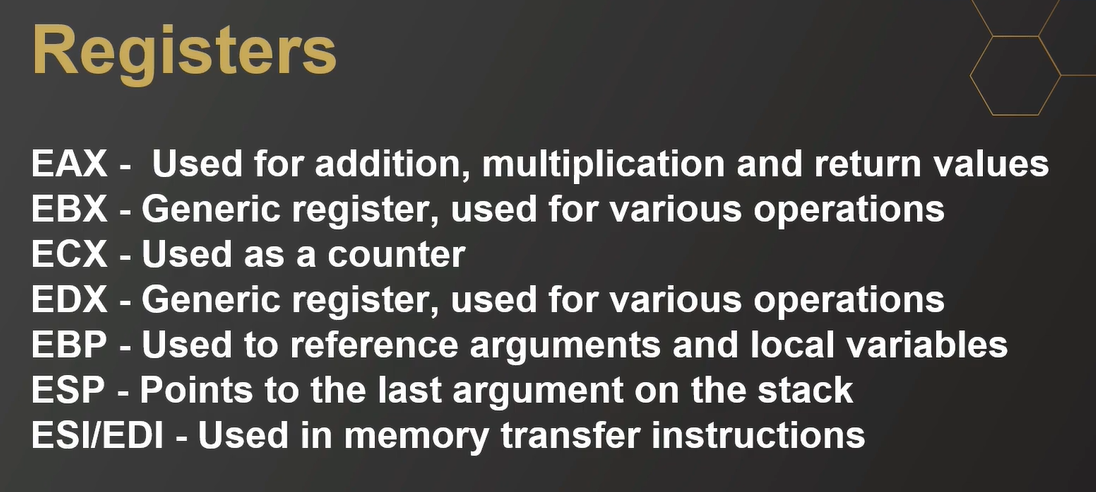 Registers
EAX -  Used for addition, multiplication and return values
EBX - Generic register, used for various operations
ECX - Used as a counter
EDX - Generic register, used for various operations
EBP - Used to reference arguments and local variables
ESP - Points to the last argument on the stack
ESI/EDI - Used in memory transfer instructions